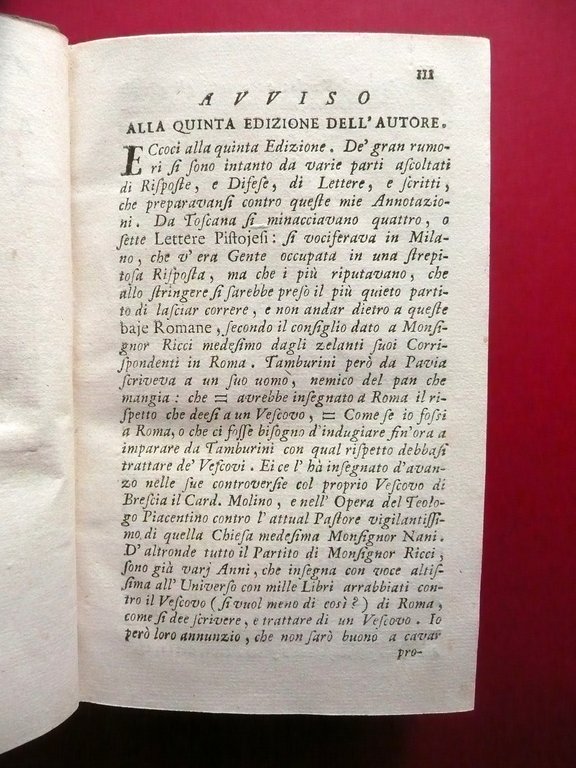 III
AVVISO
ALLA QUINTA EDIZIONE DELL'AUTORE.
ECcoci alla quinta Edizione. De' gran rumo-
ri ſi ſono intanto da varie parti aſcoltati
di Riſpoſte, e Difeſe, di Lettere, e ſcritti,
che preparavanſi contro queſte mie Annotazio-
ni. Da Toſcana ſi minacciavano quattro, o
ſette Lettere Piſtojeſi: ſi vociferava in Mila-
no, che v' era Gente occupata in una ſtrepi-
toſa Riſpoſta, ma che i più riputavano, che
allo ſtringere ſi ſarebbe preſo il più quieto parti-
to di laſciar correre, e non andar dietro a queſte
baje Romane, ſecondo il conſiglio dato a Monſi-
gnor Ricci medeſimo dagli zelanti ſuoi Corri-
ſpondenti in Roma. Tamburini però da Pavia
ſcriveva a un ſuo uomo, nemico del pan che
mangia: che = avrebbe inſegnato a Roma il ri-
ſpetto che deeſi a un Veſcovo, = Come ſe io foſſi
a Roma, o che ci foſſe biſogno d'indugiare fin'ora a
imparare da Tamburini con qual riſpetto debbaſi
trattare de' Veſcovi. Ei ce l' hà inſegnato d'avan-
zo nelle ſue controverſie col proprio Veſcovo di
Breſcia il Card. Molino, e nell' Opera del Teolo-
go Piacentino contro l' attual Paſtore vigilantiſſi-
mo di quella Chieſa medeſima Monſignor Nani.
D' altronde tutto il Partito di Monſignor Ricci,
ſono già varj Anni, che inſegna con voce altiſ-
ſima all' Univerſo con mille Libri arrabbiati con-
tro il Veſcovo (ſi vuol meno di così?) di Roma,
come ſi dee ſcrivere, e trattare di un Veſcovo. Io
però loro annunzio, che non ſarò buono a cavar
pro-